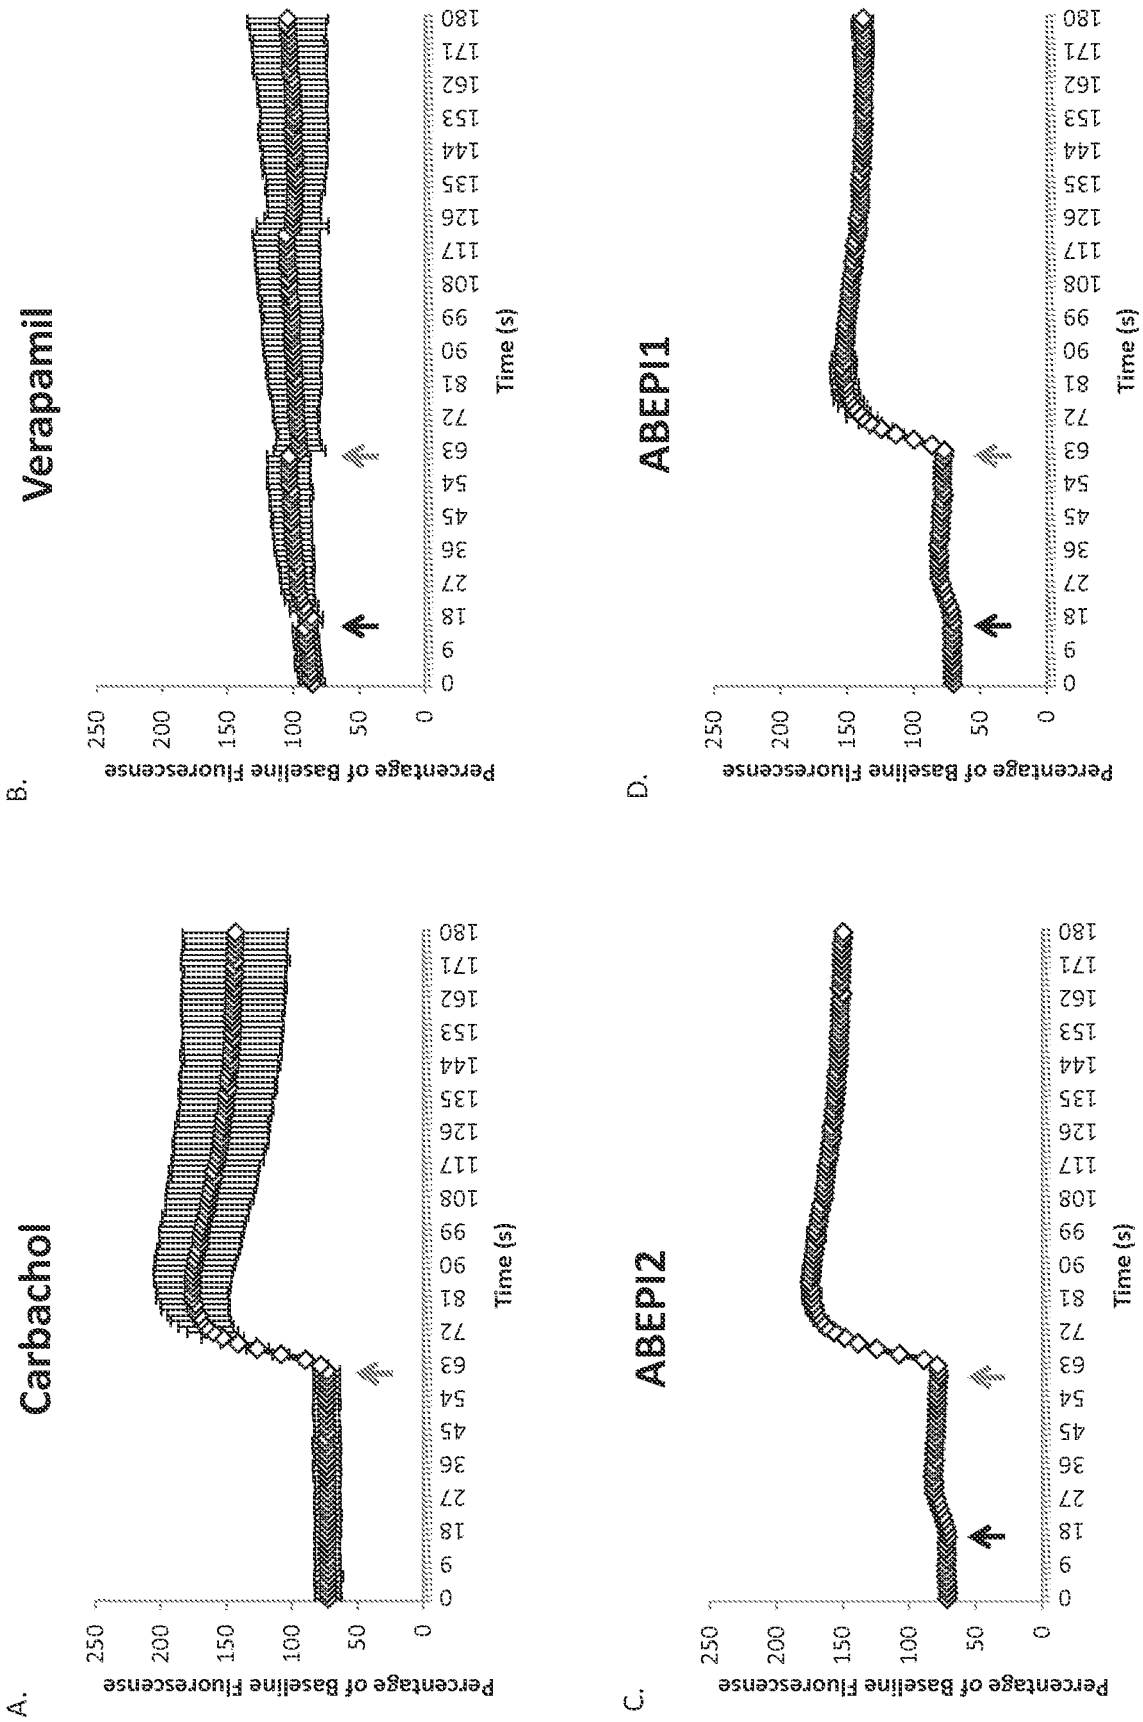 A.
Carbachol
Percentage of Baseline Fluorescense
250
200
150
100
50
0
0 9 18 27 36 45 54 63 72 81 90 99 108 117 126 135 144 153 162 171 180
Time (s)
B.
Verapamil
Percentage of Baseline Fluorescense
250
200
150
100
50
0
0 9 18 27 36 45 54 63 72 81 90 99 108 117 126 135 144 153 162 171 180
Time (s)
C.
ABEPI2
Percentage of Baseline Fluorescense
250
200
150
100
50
0
0 9 18 27 36 45 54 63 72 81 90 99 108 117 126 135 144 153 162 171 180
Time (s)
D.
ABEPI1
Percentage of Baseline Fluorescense
250
200
150
100
50
0
0 9 18 27 36 45 54 63 72 81 90 99 108 117 126 135 144 153 162 171 180
Time (s)